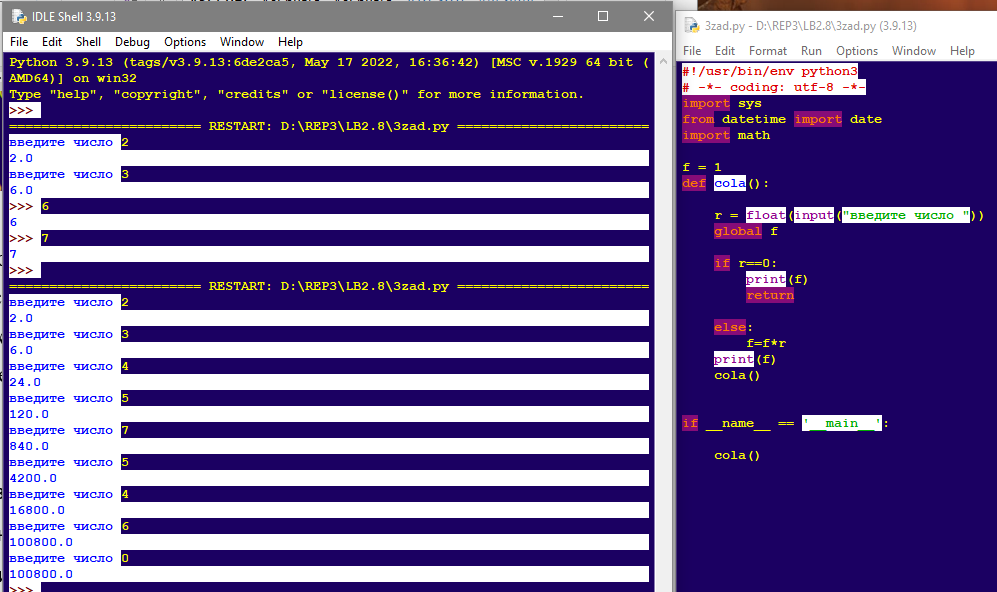 IDLE Shell 3.9.13
File Edit Shell Debug Options Window Help
Python 3.9.13 (tags/v3.9.13:6de2ca5, May 17 2022, 16:36:42) [MSC v.1929 64 bit (
AMD64)] on win32
Type "help", "copyright", "credits" or "license()" for more information.
>>>
======================== RESTART: D:\REP3\LB2.8\3zad.py ========================
введите число 2
2.0
введите число 3
6.0
>>> 6
6
>>> 7
7
>>>
======================== RESTART: D:\REP3\LB2.8\3zad.py ========================
введите число 2
2.0
введите число 3
6.0
введите число 4
24.0
введите число 5
120.0
введите число 7
840.0
введите число 5
4200.0
введите число 4
16800.0
введите число 6
100800.0
введите число 0
100800.0
>>>
3zad.py - D:\REP3\LB2.8\3zad.py (3.9.13)
File Edit Format Run Options Window Help
#!/usr/bin/env python3
# -*- coding: utf-8 -*-
import sys
from datetime import date
import math
f = 1
def cola():
r = float(input("введите число "))
global f
if r==0:
print(f)
return
else:
f=f*r
print(f)
cola()
if __name__ == '__main__':
cola()